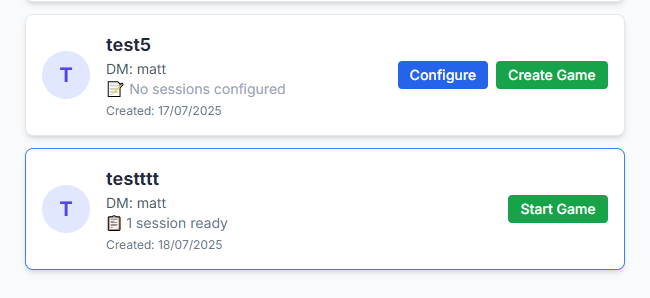 T
test5
DM: matt
📝 No sessions configured
Created: 17/07/2025
Configure
Create Game
T
testttt
DM: matt
📋 1 session ready
Created: 18/07/2025
Start Game